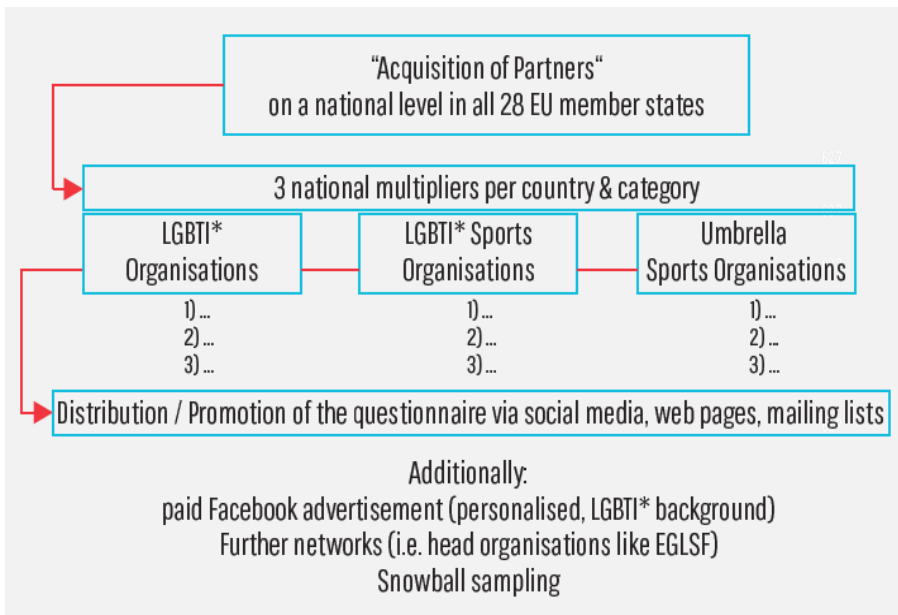 “Acquisition of Partners“
on a national level in all 28 EU member states
3 national multipliers per country & category
LGBTI*
Organisations
1) ...
2) ...
3) ...
LGBTI* Sports
Organisations
1) ...
2) ...
3) ...
Umbrella
Sports Organisations
1) ...
2) ...
3) ...
Distribution / Promotion of the questionnaire via social media, web pages, mailing lists
Additionally:
paid Facebook advertisement (personalised, LGBTI* background)
Further networks (i.e. head organisations like EGLSF)
Snowball sampling